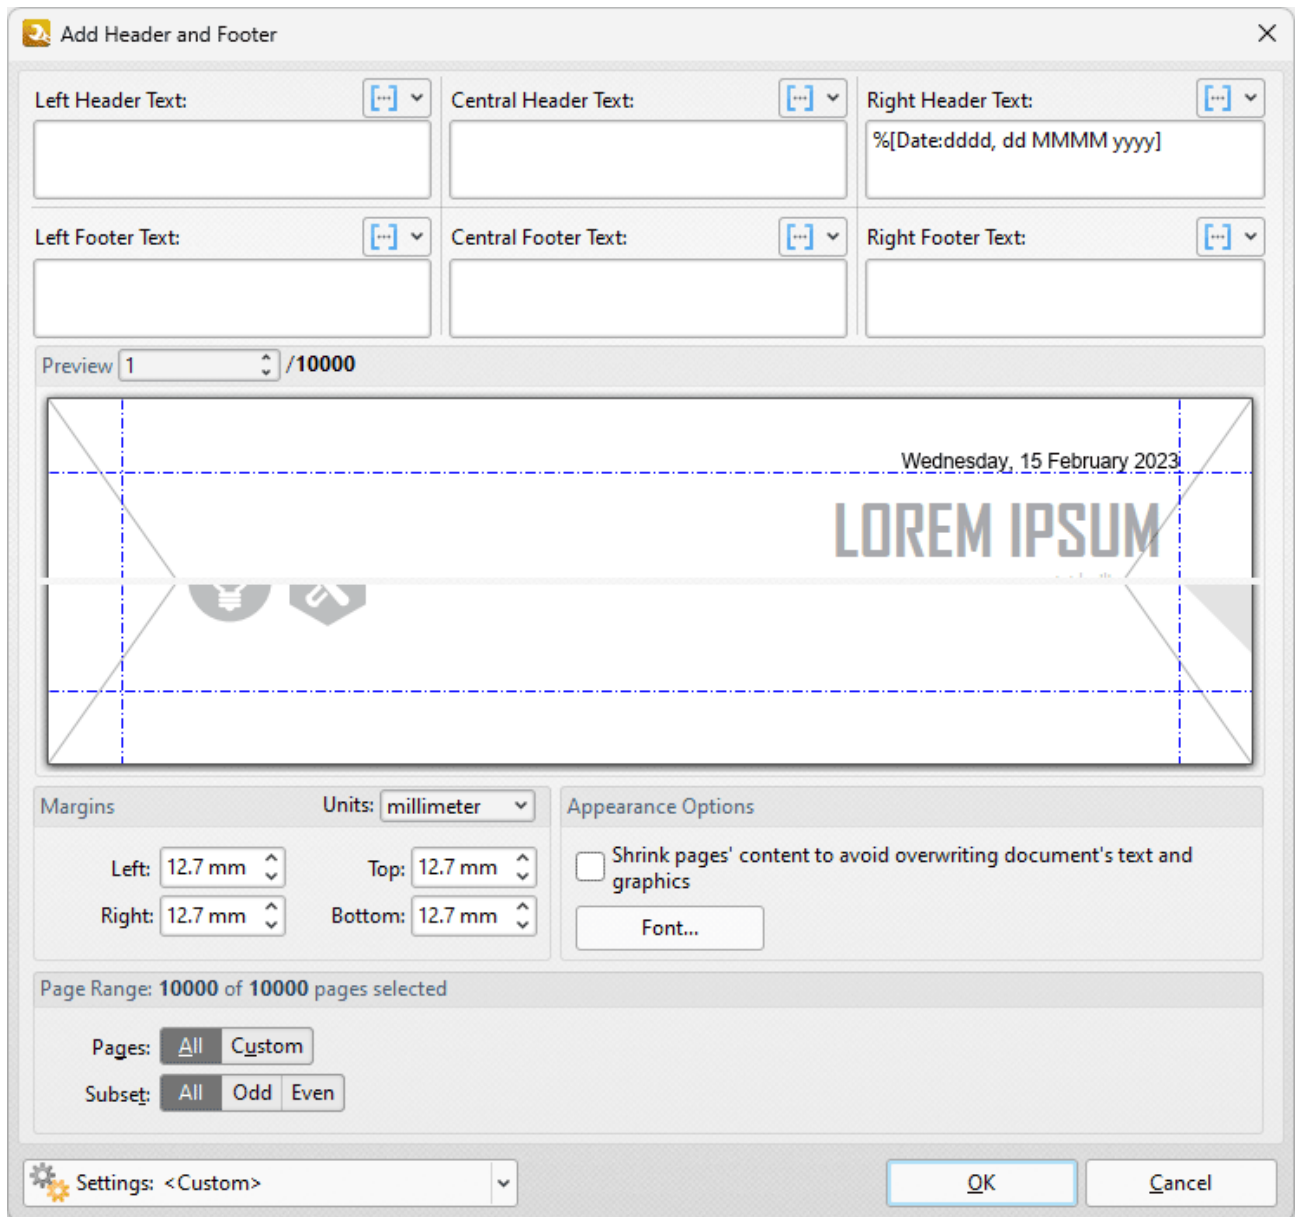 Add Header and Footer
Left Header Text:
Central Header Text:
Right Header Text:
%[Date:dddd, dd MMMM yyyy]
Left Footer Text:
Central Footer Text:
Right Footer Text:
Preview 1 /10000
Wednesday, 15 February 2023
LOREM IPSUM
Margins Units: millimeter
Appearance Options
Left: 12.7 mm Top: 12.7 mm
Right: 12.7 mm Bottom: 12.7 mm
Shrink pages' content to avoid overwriting document's text and
graphics
Font...
Page Range: 10000 of 10000 pages selected
Pages: All Custom
Subset: All Odd Even
Settings: <Custom>
OK Cancel